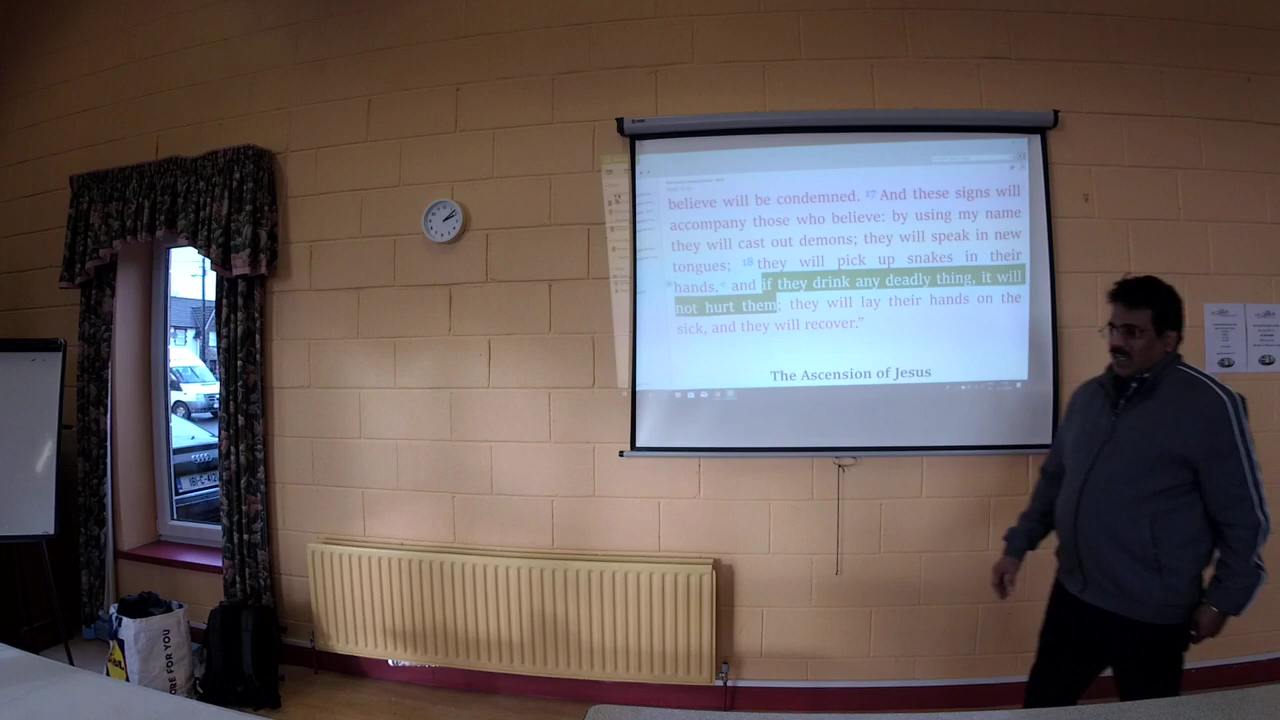 believe will be condemned. 17 And these signs will
accompany those who believe: by using my name
they will cast out demons; they will speak in new
tongues; 18 they will pick up snakes in their
hands,c and if they drink any deadly thing, it will
not hurt them; they will lay their hands on the
sick, and they will recover.”
The Ascension of Jesus
ORE FOR YOU